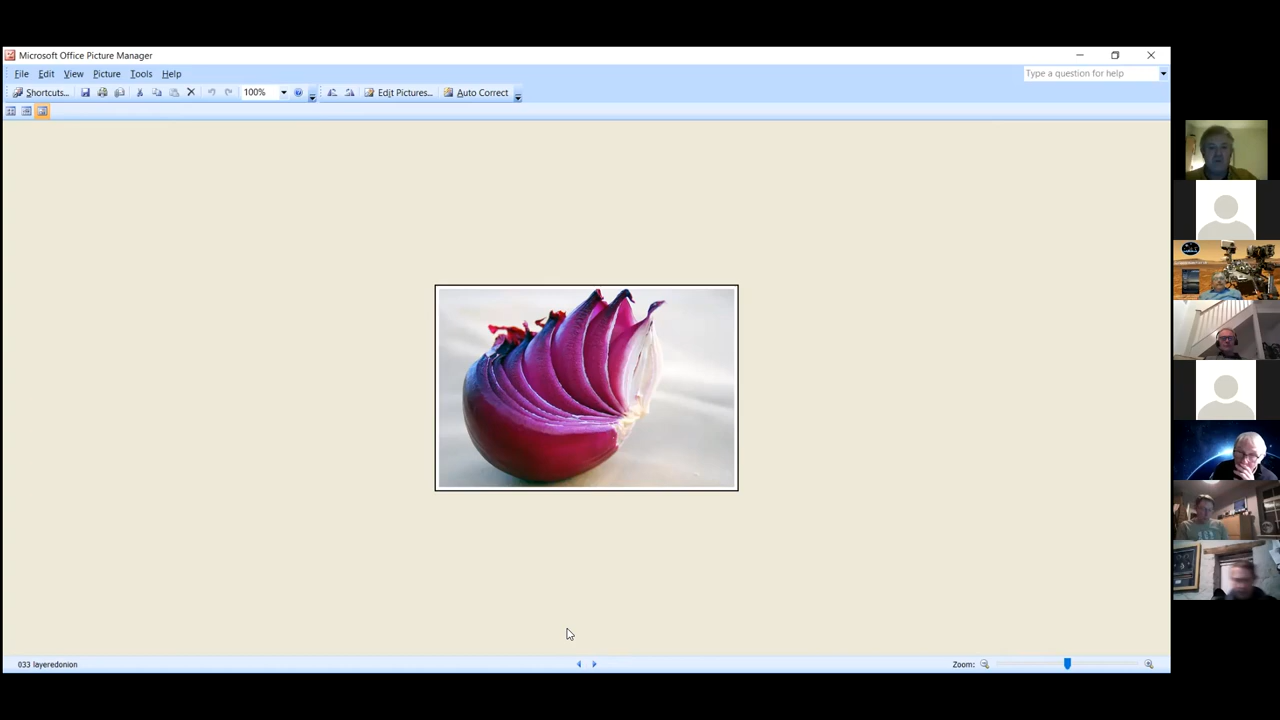 Microsoft Office Picture Manager
File Edit View Picture Tools Help
Type a question for help
Shortcuts... 100% Edit Pictures... Auto Correct
033 layeredonion
Zoom: